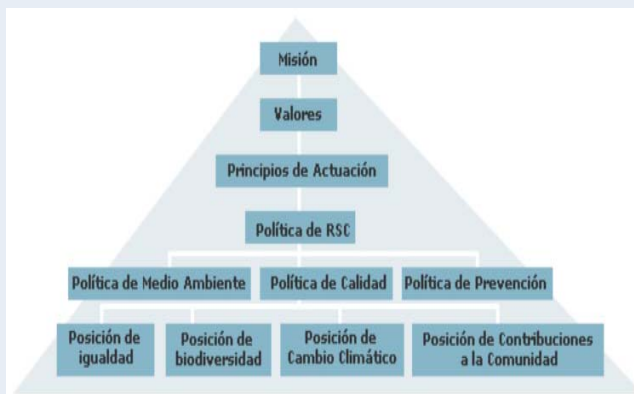 Misión
Valores
Principios de Actuación
Política de RSC
Política de Medio Ambiente
Política de Calidad
Política de Prevención
Posición de
igualdad
Posición de
biodiversidad
Posición de
Cambio Climático
Posición de Contribuciones
a la Comunidad